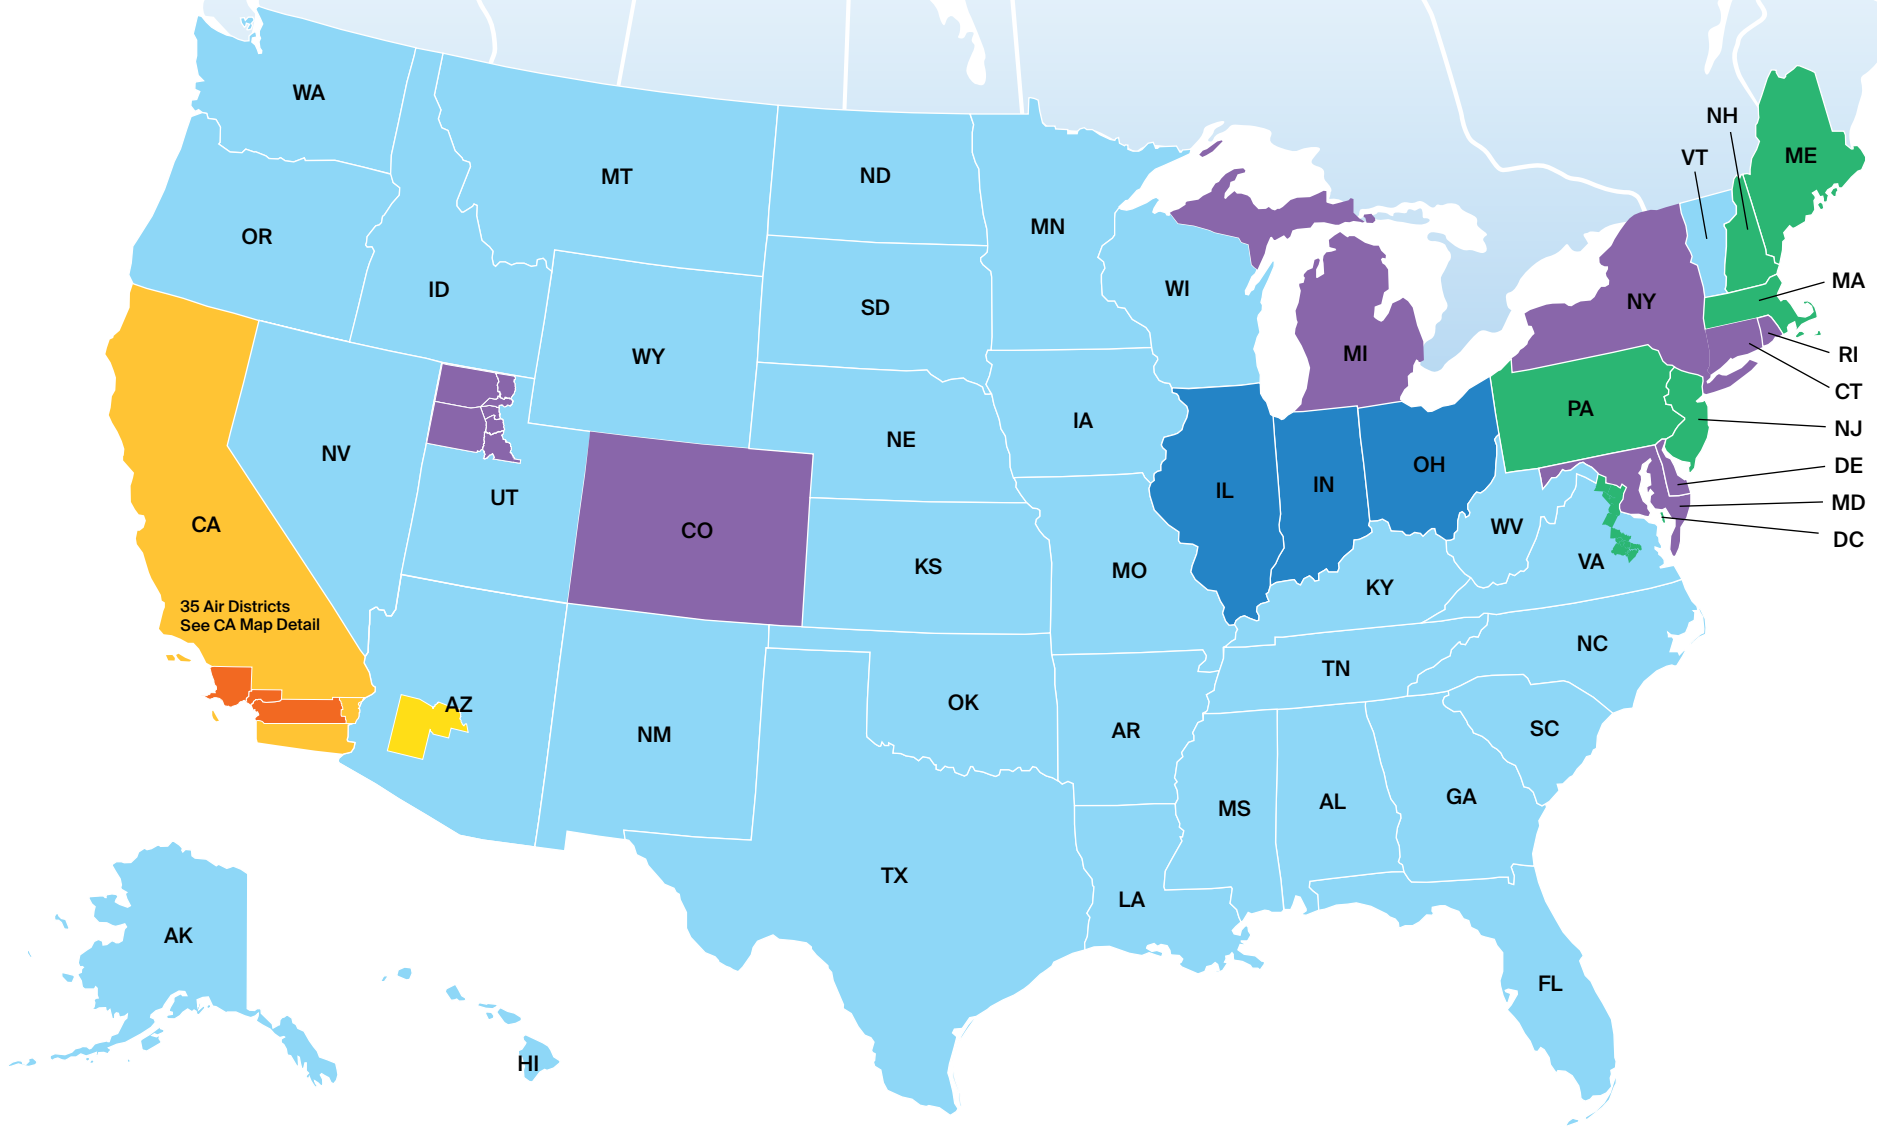 WA
NH
VT
ME
MT
ND
MN
OR
MA
ID
WI
NY
SD
RI
WY
MI
CT
PA
IA
NJ
NE
NV
DE
OH
IN
IL
UT
MD
CA
WV
CO
DC
VA
KS
MO
KY
35 Air Districts
See CA Map Detail
NC
TN
OK
AZ
SC
AR
NM
GA
AL
MS
TX
LA
AK
FL
HI